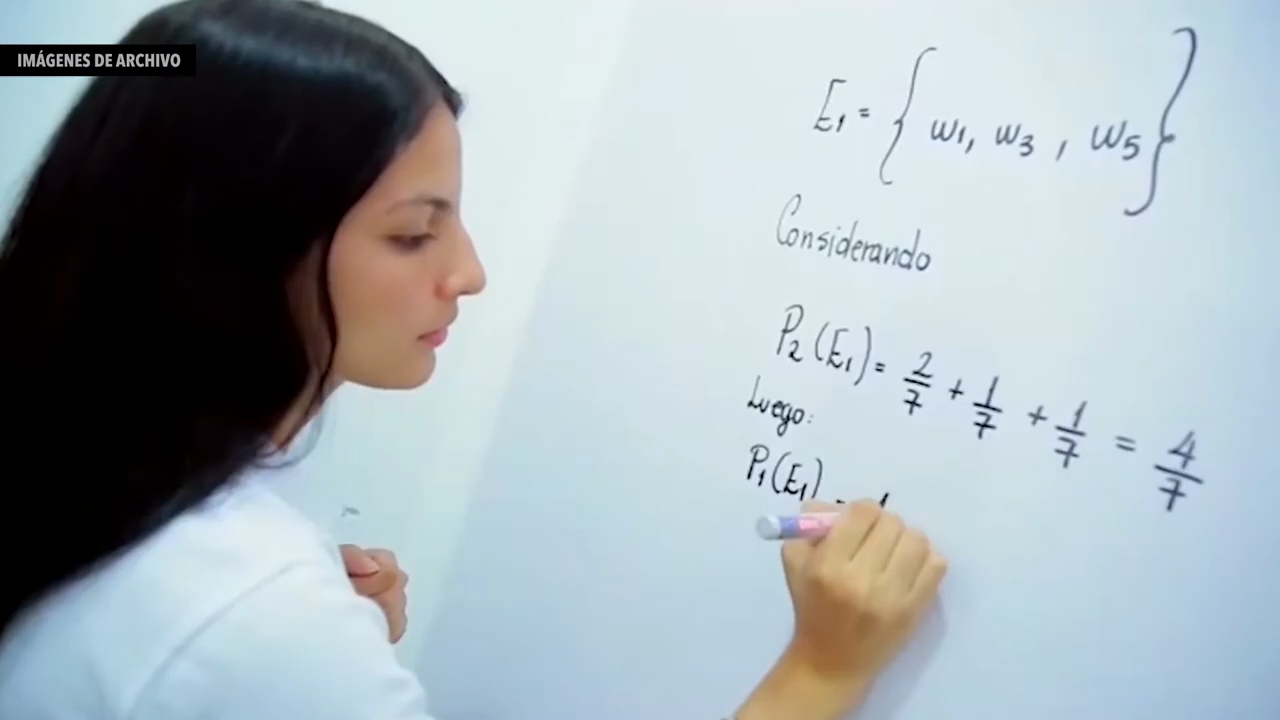 IMÁGENES DE ARCHIVO
E1 = { w1, w3, w5 }
Considerando
P2 (E1) = 2/7 + 1/7 + 1/7 = 4/7
Luego:
P1 (E1) = 1